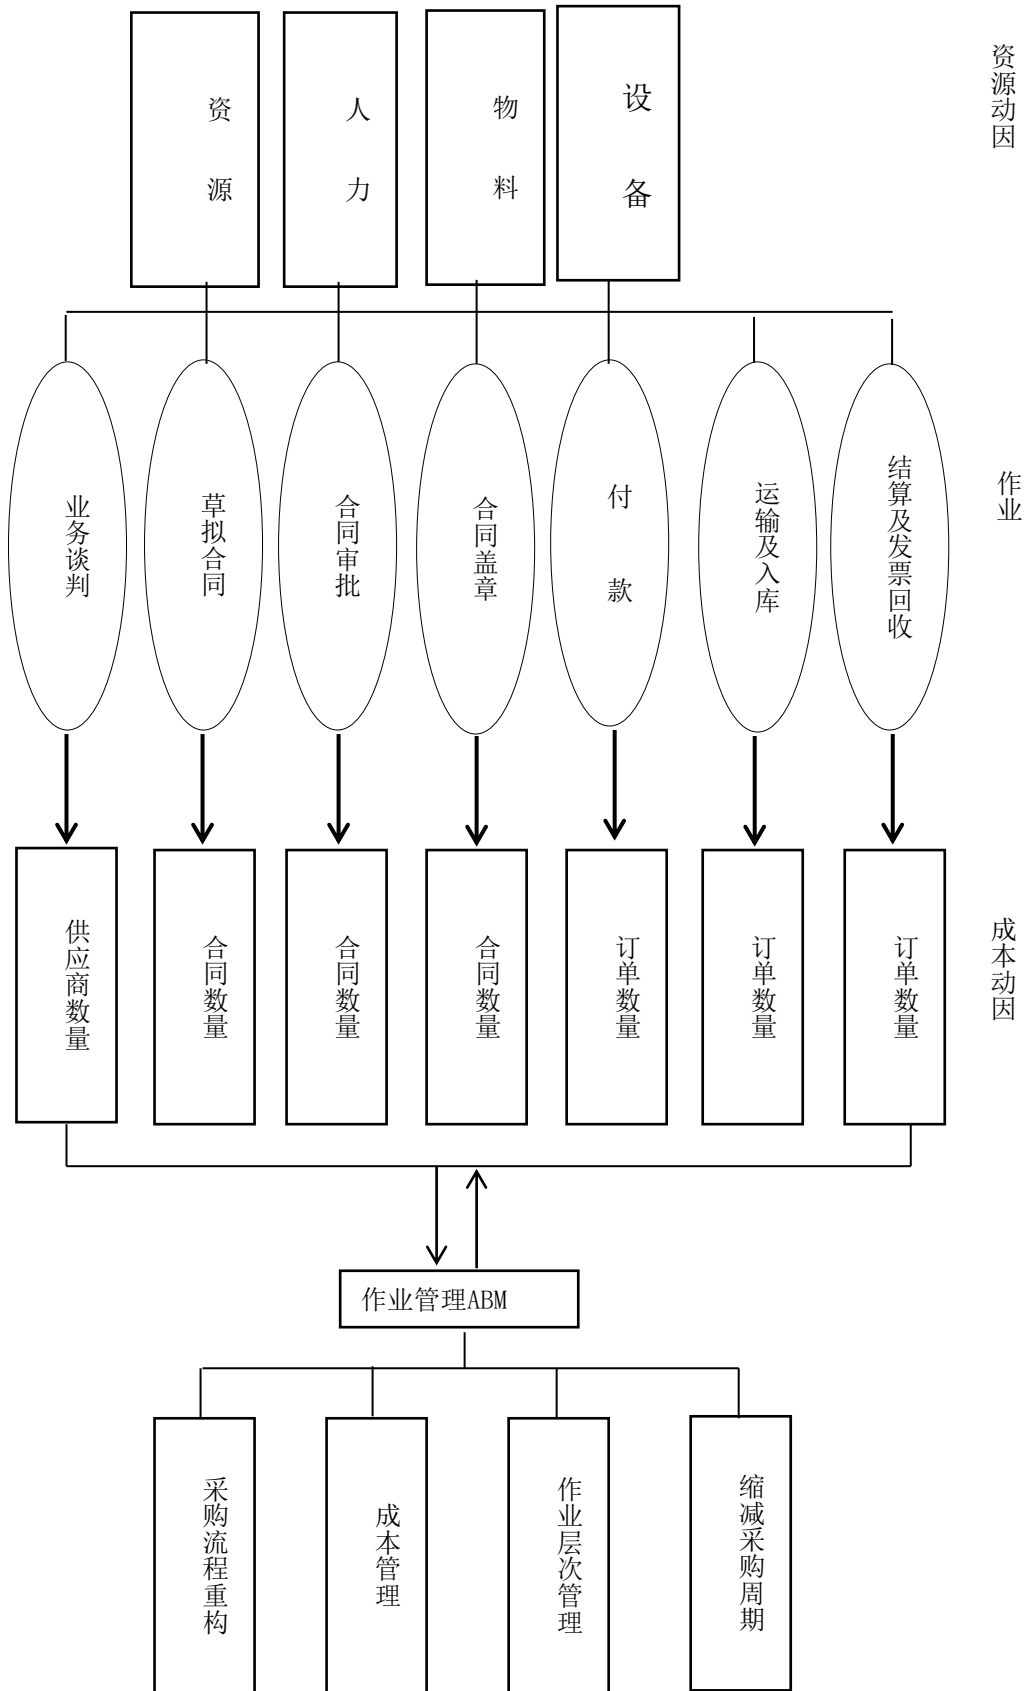 资源
人力
物料
设备
资源动因
业务谈判
草拟合同
合同审批
合同盖章
付款
运输及入库
结算及发票回收
作业
供应商数量
合同数量
合同数量
合同数量
订单数量
订单数量
订单数量
成本动因
作业管理ABM
采购流程重构
成本管理
作业层次管理
缩减采购周期